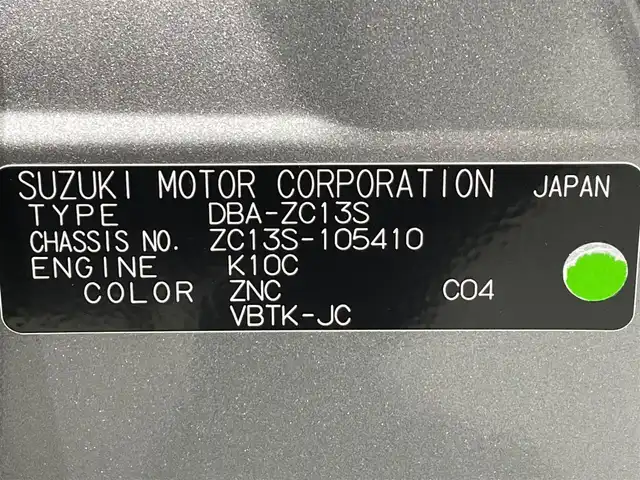 SUZUKI MOTOR CORPORATION JAPAN
TYPE DBA-ZC13S
CHASSIS NO. ZC13S-105410
ENGINE K10C
COLOR ZNC C04
VBTK-JC